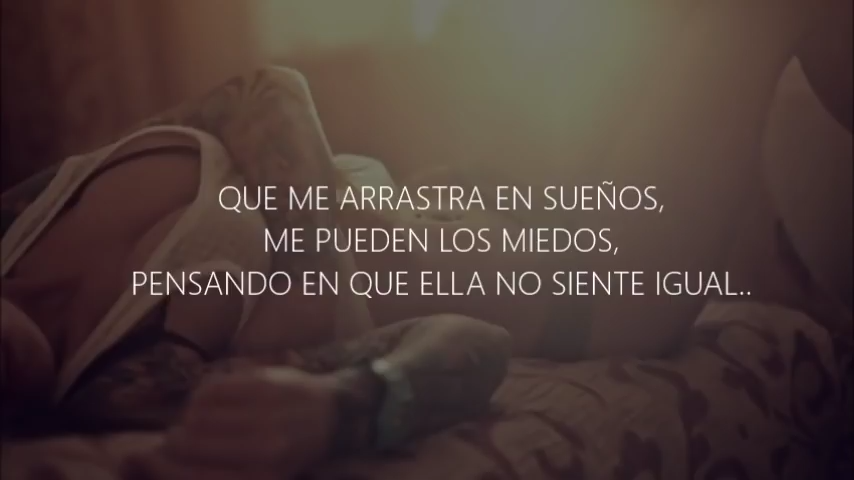 QUE ME ARRASTRA EN SUEÑOS,
ME PUEDEN LOS MIEDOS,
PENSANDO EN QUE ELLA NO SIENTE IGUAL..